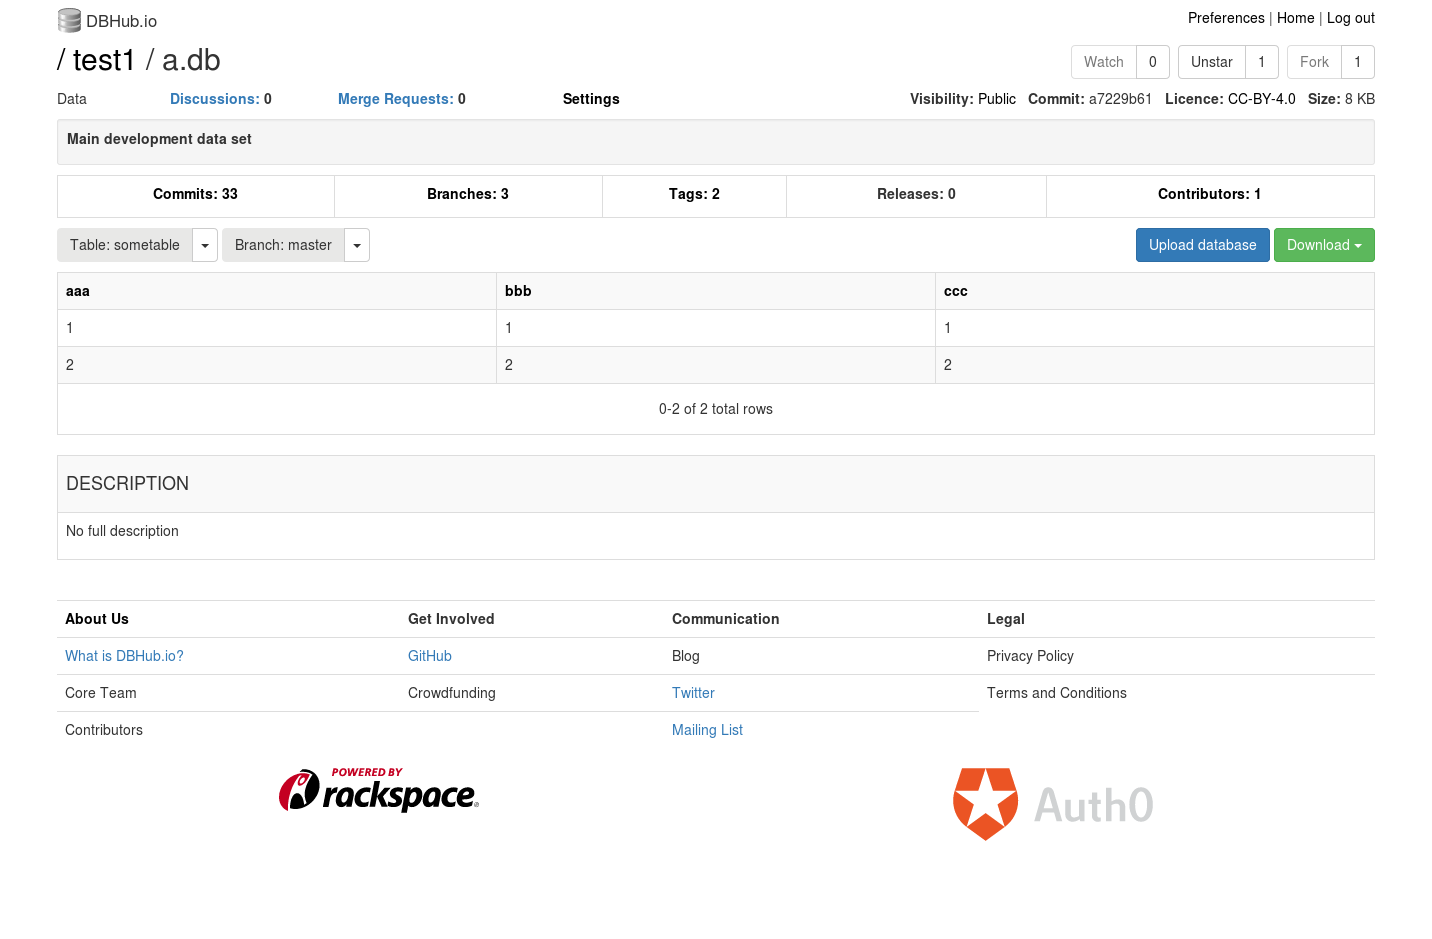 DBHub.io
Preferences | Home | Log out
/ test1 / a.db
Watch 0 Unstar 1 Fork 1
Data Discussions: 0 Merge Requests: 0 Settings Visibility: Public Commit: a7229b61 Licence: CC-BY-4.0 Size: 8 KB
Main development data set
Commits: 33 Branches: 3 Tags: 2 Releases: 0 Contributors: 1
Table: sometable Branch: master Upload database Download
aaa bbb ccc
1 1 1
2 2 2
0-2 of 2 total rows
DESCRIPTION
No full description
About Us Get Involved Communication Legal
What is DBHub.io? GitHub Blog Privacy Policy
Core Team Crowdfunding Twitter Terms and Conditions
Contributors Mailing List
POWERED BY
rackspace®
Auth0